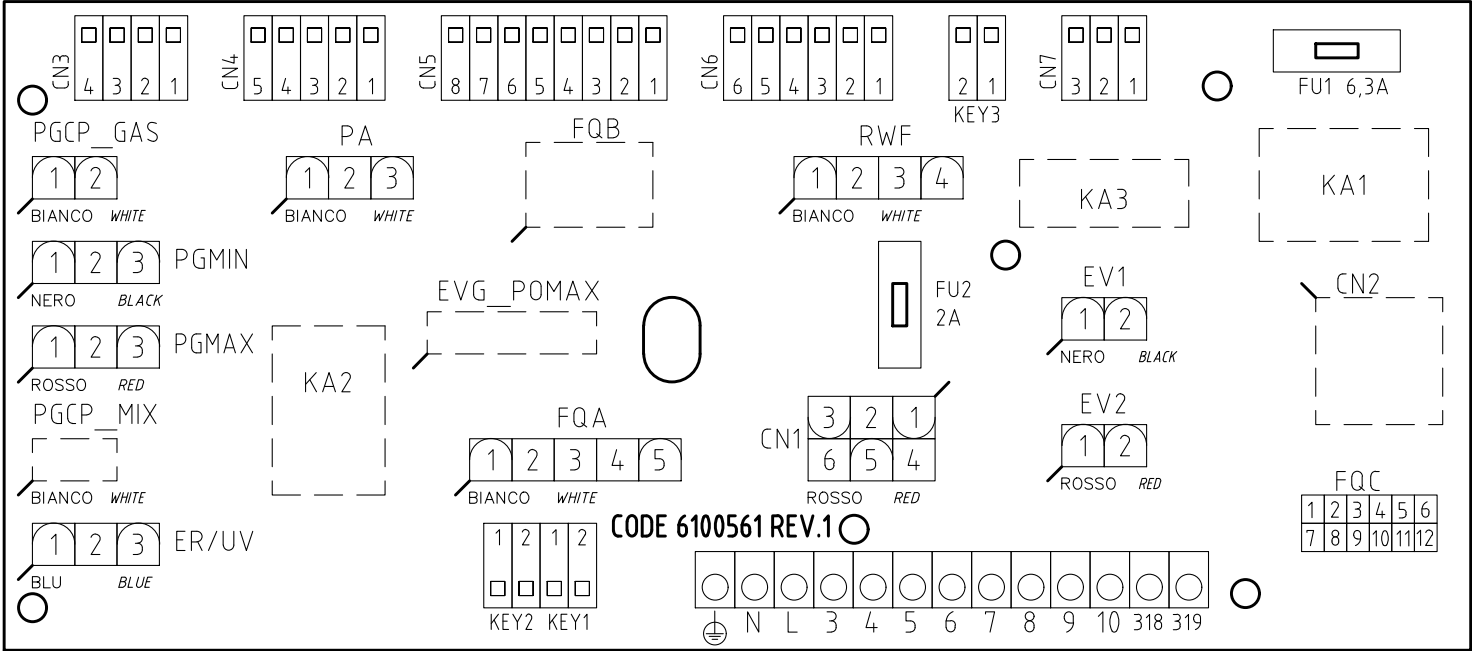 CN3
4 3 2 1
CN4
5 4 3 2 1
CN5
8 7 6 5 4 3 2 1
CN6
6 5 4 3 2 1
2 1
KEY3
CN7
3 2 1
FU1 6,3A
PGCP_GAS
1 2
BIANCO WHITE
PA
1 2 3
BIANCO WHITE
FQB
RWF
1 2 3 4
BIANCO WHITE
KA3
KA1
1 2 3 PGMIN
NERO BLACK
EVG_POMAX
FU2
2A
EV1
1 2
NERO BLACK
CN2
1 2 3 PGMAX
ROSSO RED
KA2
PGCP_MIX
BIANCO WHITE
FQA
1 2 3 4 5
BIANCO WHITE
CN1
3 2 1
6 5 4
ROSSO RED
EV2
1 2
ROSSO RED
FQC
1 2 3 4 5 6
7 8 9 10 11 12
1 2 3 ER/UV
BLU BLUE
1 2 1 2
KEY2 KEY1
CODE 6100561 REV.1
N L 3 4 5 6 7 8 9 10 318 319